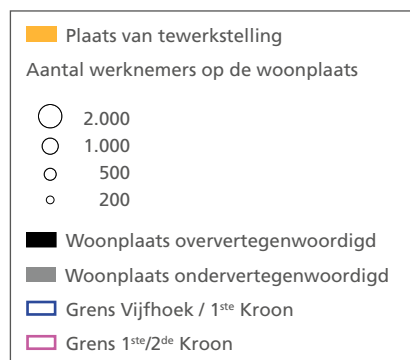 Plaats van tewerkstelling
Aantal werknemers op de woonplaats
2.000
1.000
500
200
Woonplaats oververtegenwoordigd
Woonplaats ondervertegenwoordigd
Grens Vijfhoek / 1ste Kroon
Grens 1ste/2de Kroon